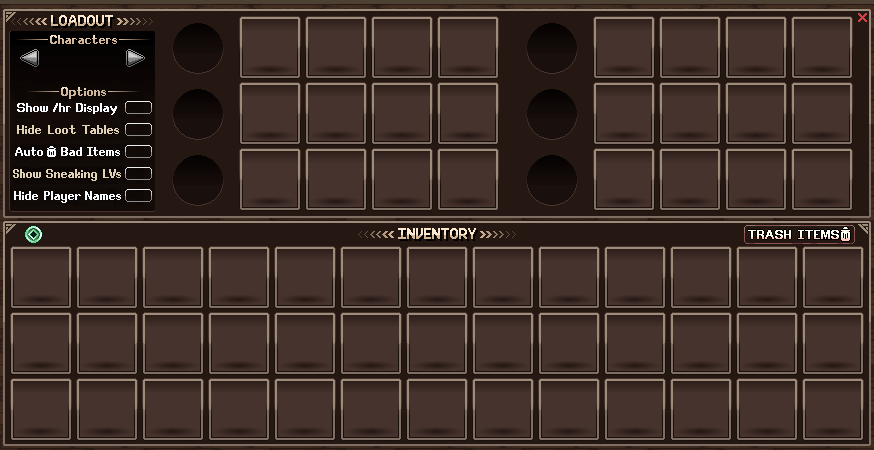 LOADOUT
Characters
Options
Show /hr Display
Hide Loot Tables
Auto Bad Items
Show Sneaking LVs
Hide Player Names
INVENTORY
TRASH ITEMS